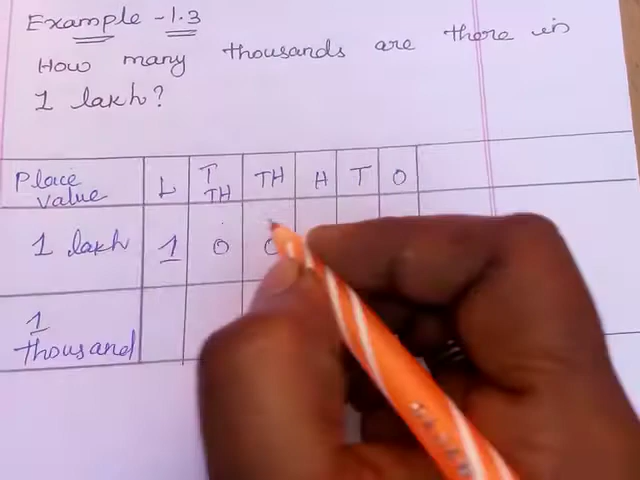 Example - 1.3
How many thousands are there in
1 lakh?
Place value L T TH TH H T O
1 lakh 1 0 0
1 thousand